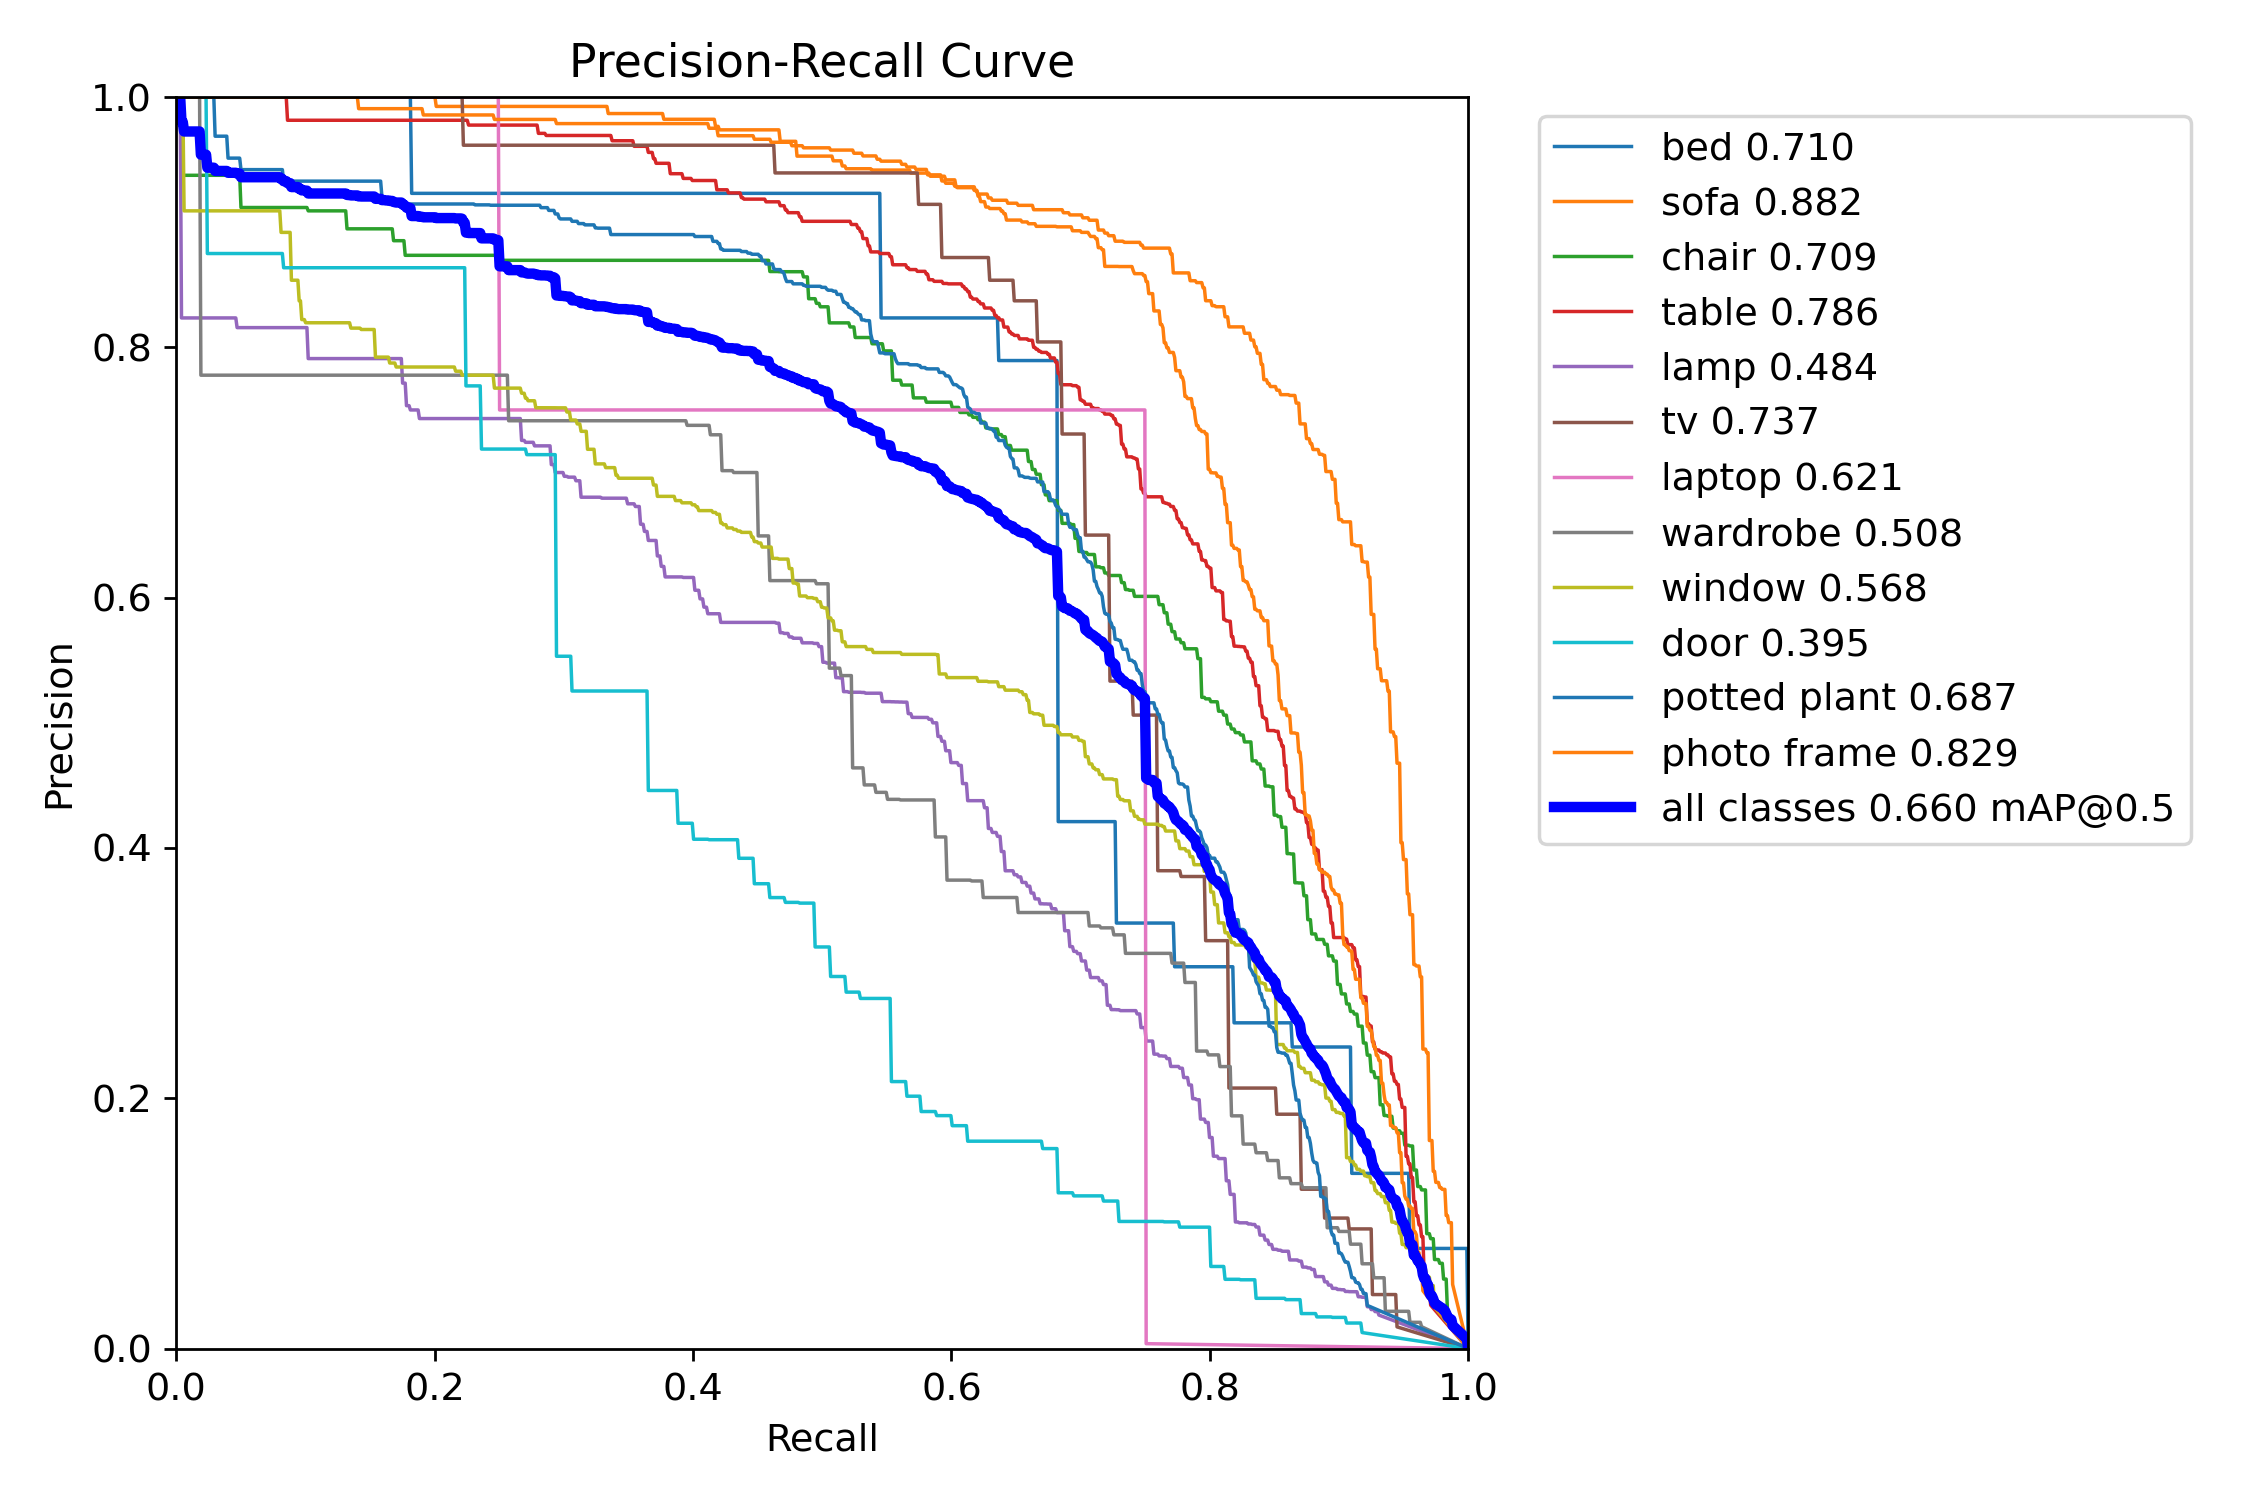 Precision-Recall Curve
1.0
0.8
0.6
0.4
0.2
0.0
Precision
0.0 0.2 0.4 0.6 0.8 1.0
Recall
bed 0.710
sofa 0.882
chair 0.709
table 0.786
lamp 0.484
tv 0.737
laptop 0.621
wardrobe 0.508
window 0.568
door 0.395
potted plant 0.687
photo frame 0.829
all classes 0.660 mAP@0.5